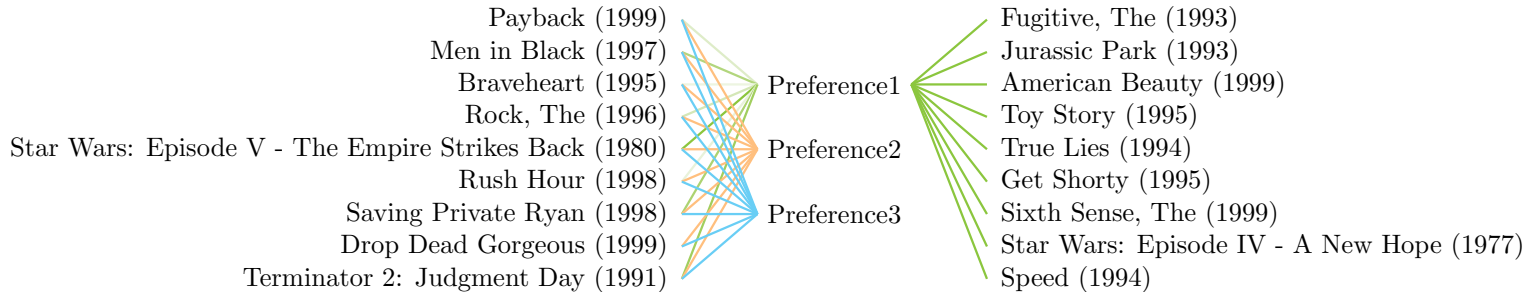 Payback (1999)
Men in Black (1997)
Braveheart (1995)
Rock, The (1996)
Star Wars: Episode V - The Empire Strikes Back (1980)
Rush Hour (1998)
Saving Private Ryan (1998)
Drop Dead Gorgeous (1999)
Terminator 2: Judgment Day (1991)
Preference1
Preference2
Preference3
Fugitive, The (1993)
Jurassic Park (1993)
American Beauty (1999)
Toy Story (1995)
True Lies (1994)
Get Shorty (1995)
Sixth Sense, The (1999)
Star Wars: Episode IV - A New Hope (1977)
Speed (1994)